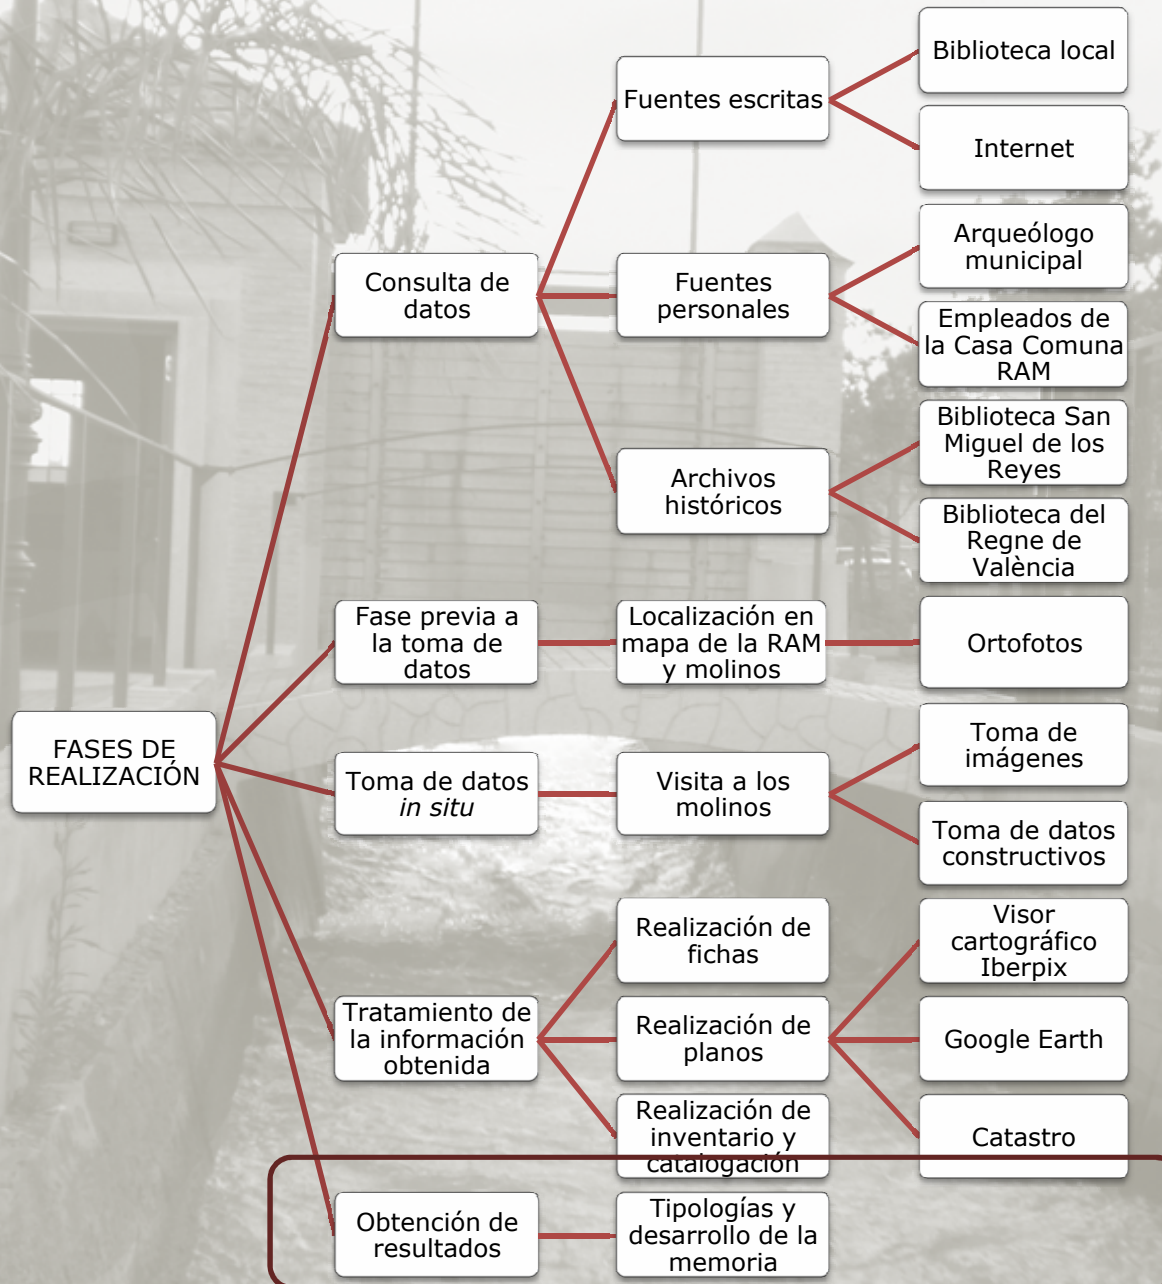 FASES DE
REALIZACIÓN
Consulta de
datos
Fuentes escritas
Biblioteca local
Internet
Fuentes
personales
Arqueólogo
municipal
Empleados de
la Casa Comuna
RAM
Archivos
históricos
Biblioteca San
Miguel de los
Reyes
Biblioteca del
Regne de
València
Fase previa a
la toma de
datos
Localización en
mapa de la RAM
y molinos
Ortofotos
Toma de datos
in situ
Visita a los
molinos
Toma de
imágenes
Toma de datos
constructivos
Tratamiento de
la información
obtenida
Realización de
fichas
Realización de
planos
Visor
cartográfico
Iberpix
Google Earth
Catastro
Realización de
inventario y
catalogación
Obtención de
resultados
Tipologías y
desarrollo de la
memoria